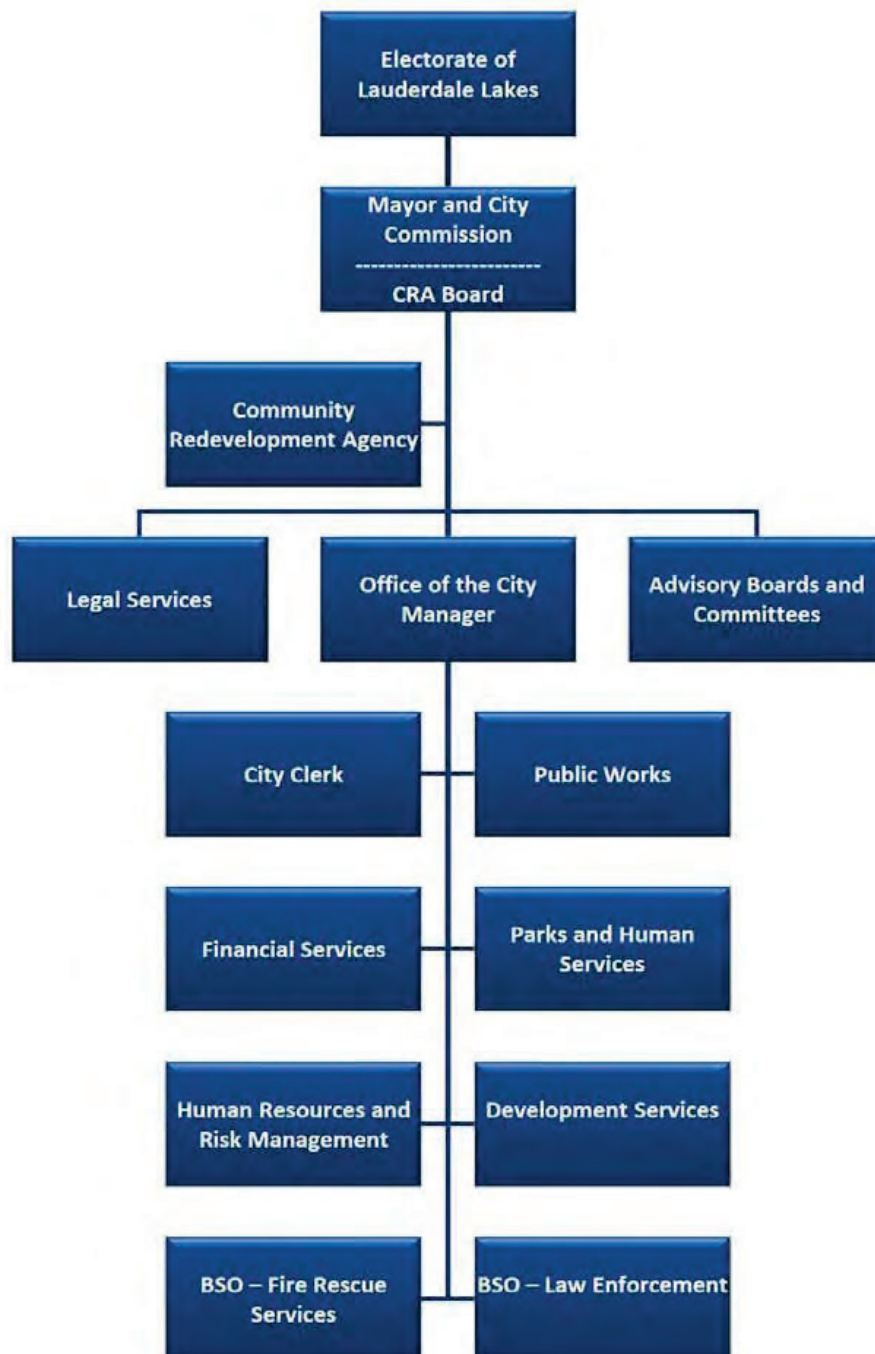 Electorate of
Lauderdale Lakes
Mayor and City
Commission
------------------------
CRA Board
Community
Redevelopment Agency
Legal Services
Office of the City
Manager
Advisory Boards and
Committees
City Clerk
Public Works
Financial Services
Parks and Human
Services
Human Resources and
Risk Management
Development Services
BSO – Fire Rescue
Services
BSO – Law Enforcement